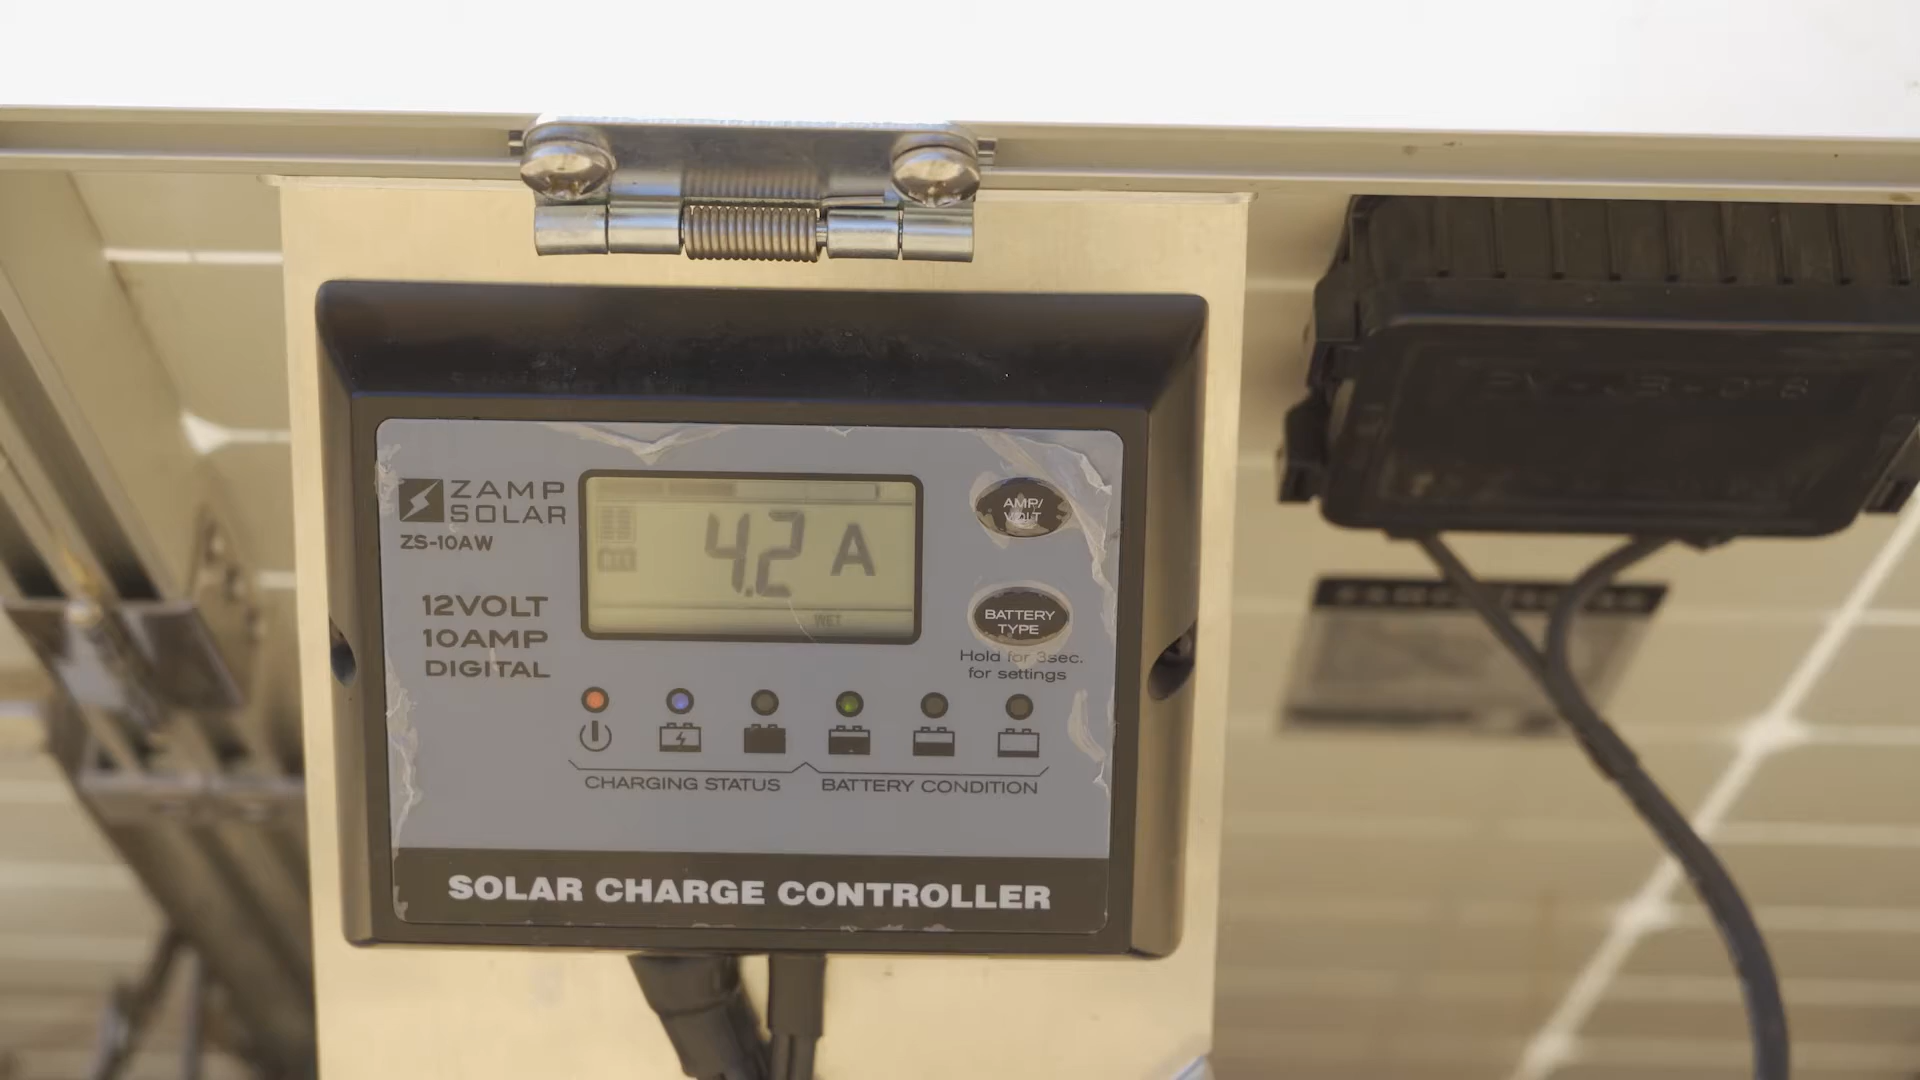 ZAMP
SOLAR
ZS-10AW
12VOLT
10AMP
DIGITAL
4.2 A
WET
AMP/
VOLT
BATTERY
TYPE
Hold for 3sec.
for settings
CHARGING STATUS
BATTERY CONDITION
SOLAR CHARGE CONTROLLER